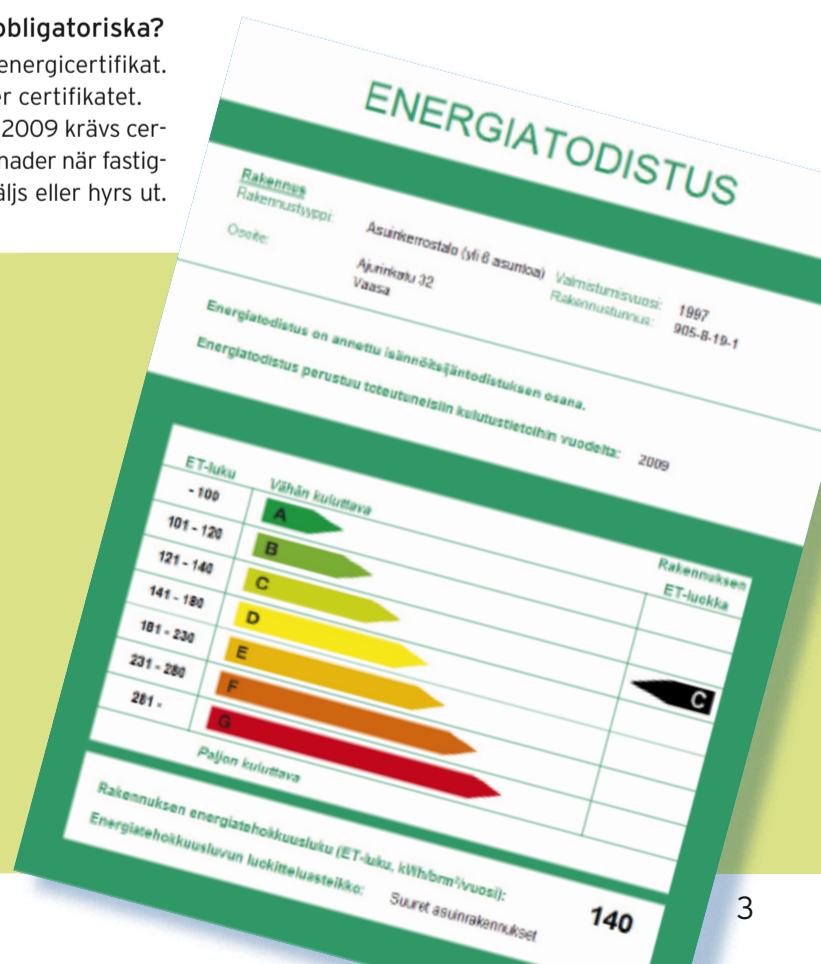 obligatoriska?
energicertifikat.
er certifikatet.
2009 krävs cer-
nader när fastig-
äljs eller hyrs ut.
ENERGIATODISTUS
Rakennus
Rakennustyyppi: Asuinkerrostalo (yli 6 asuntoa) Valmistumisvuosi: 1997
Osoite: Ajurinkatu 32 Rakennustunnus: 905-8-19-1
Vaasa
Energiatodistus on annettu isännöitsijäntodistuksen osana.
Energiatodistus perustuu toteutuneisiin kulutustietoihin vuodelta: 2009
ET-luku Vähän kuluttava Rakennuksen
ET-luokka
- 100 A
101 - 120 B
121 - 140 C C
141 - 180 D
181 - 230 E
231 - 280 F
281 - G
Paljon kuluttava
Rakennuksen energiatehokkuusluku (ET-luku, kWh/brm²/vuosi): 140
Energiatehokkuusluvun luokitteluasteikko: Suuret asuinrakennukset
3